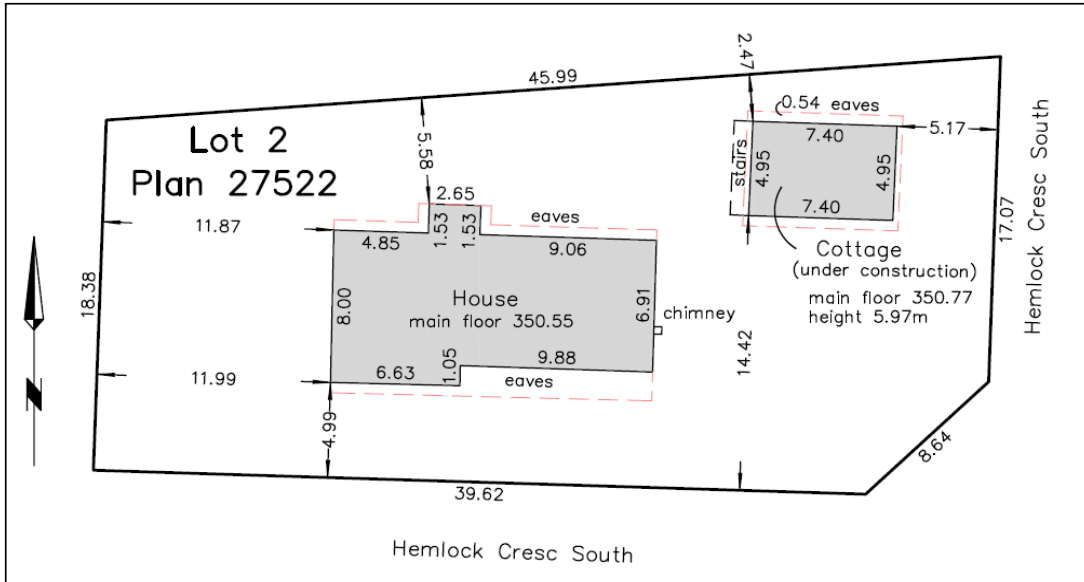 2.47
45.99
0.54 eaves
Lot 2
Plan 27522
5.58
stairs
4.95
7.40
4.95
5.17
Hemlock Cresc South
17.07
2.65
eaves
7.40
11.87
4.85
1.53
1.53
9.06
Cottage
(under construction)
main floor 350.77
height 5.97m
18.38
8.00
House
main floor 350.55
6.91
chimney
14.42
11.99
6.63
1.05
9.88
eaves
N
4.99
8.64
39.62
Hemlock Cresc South